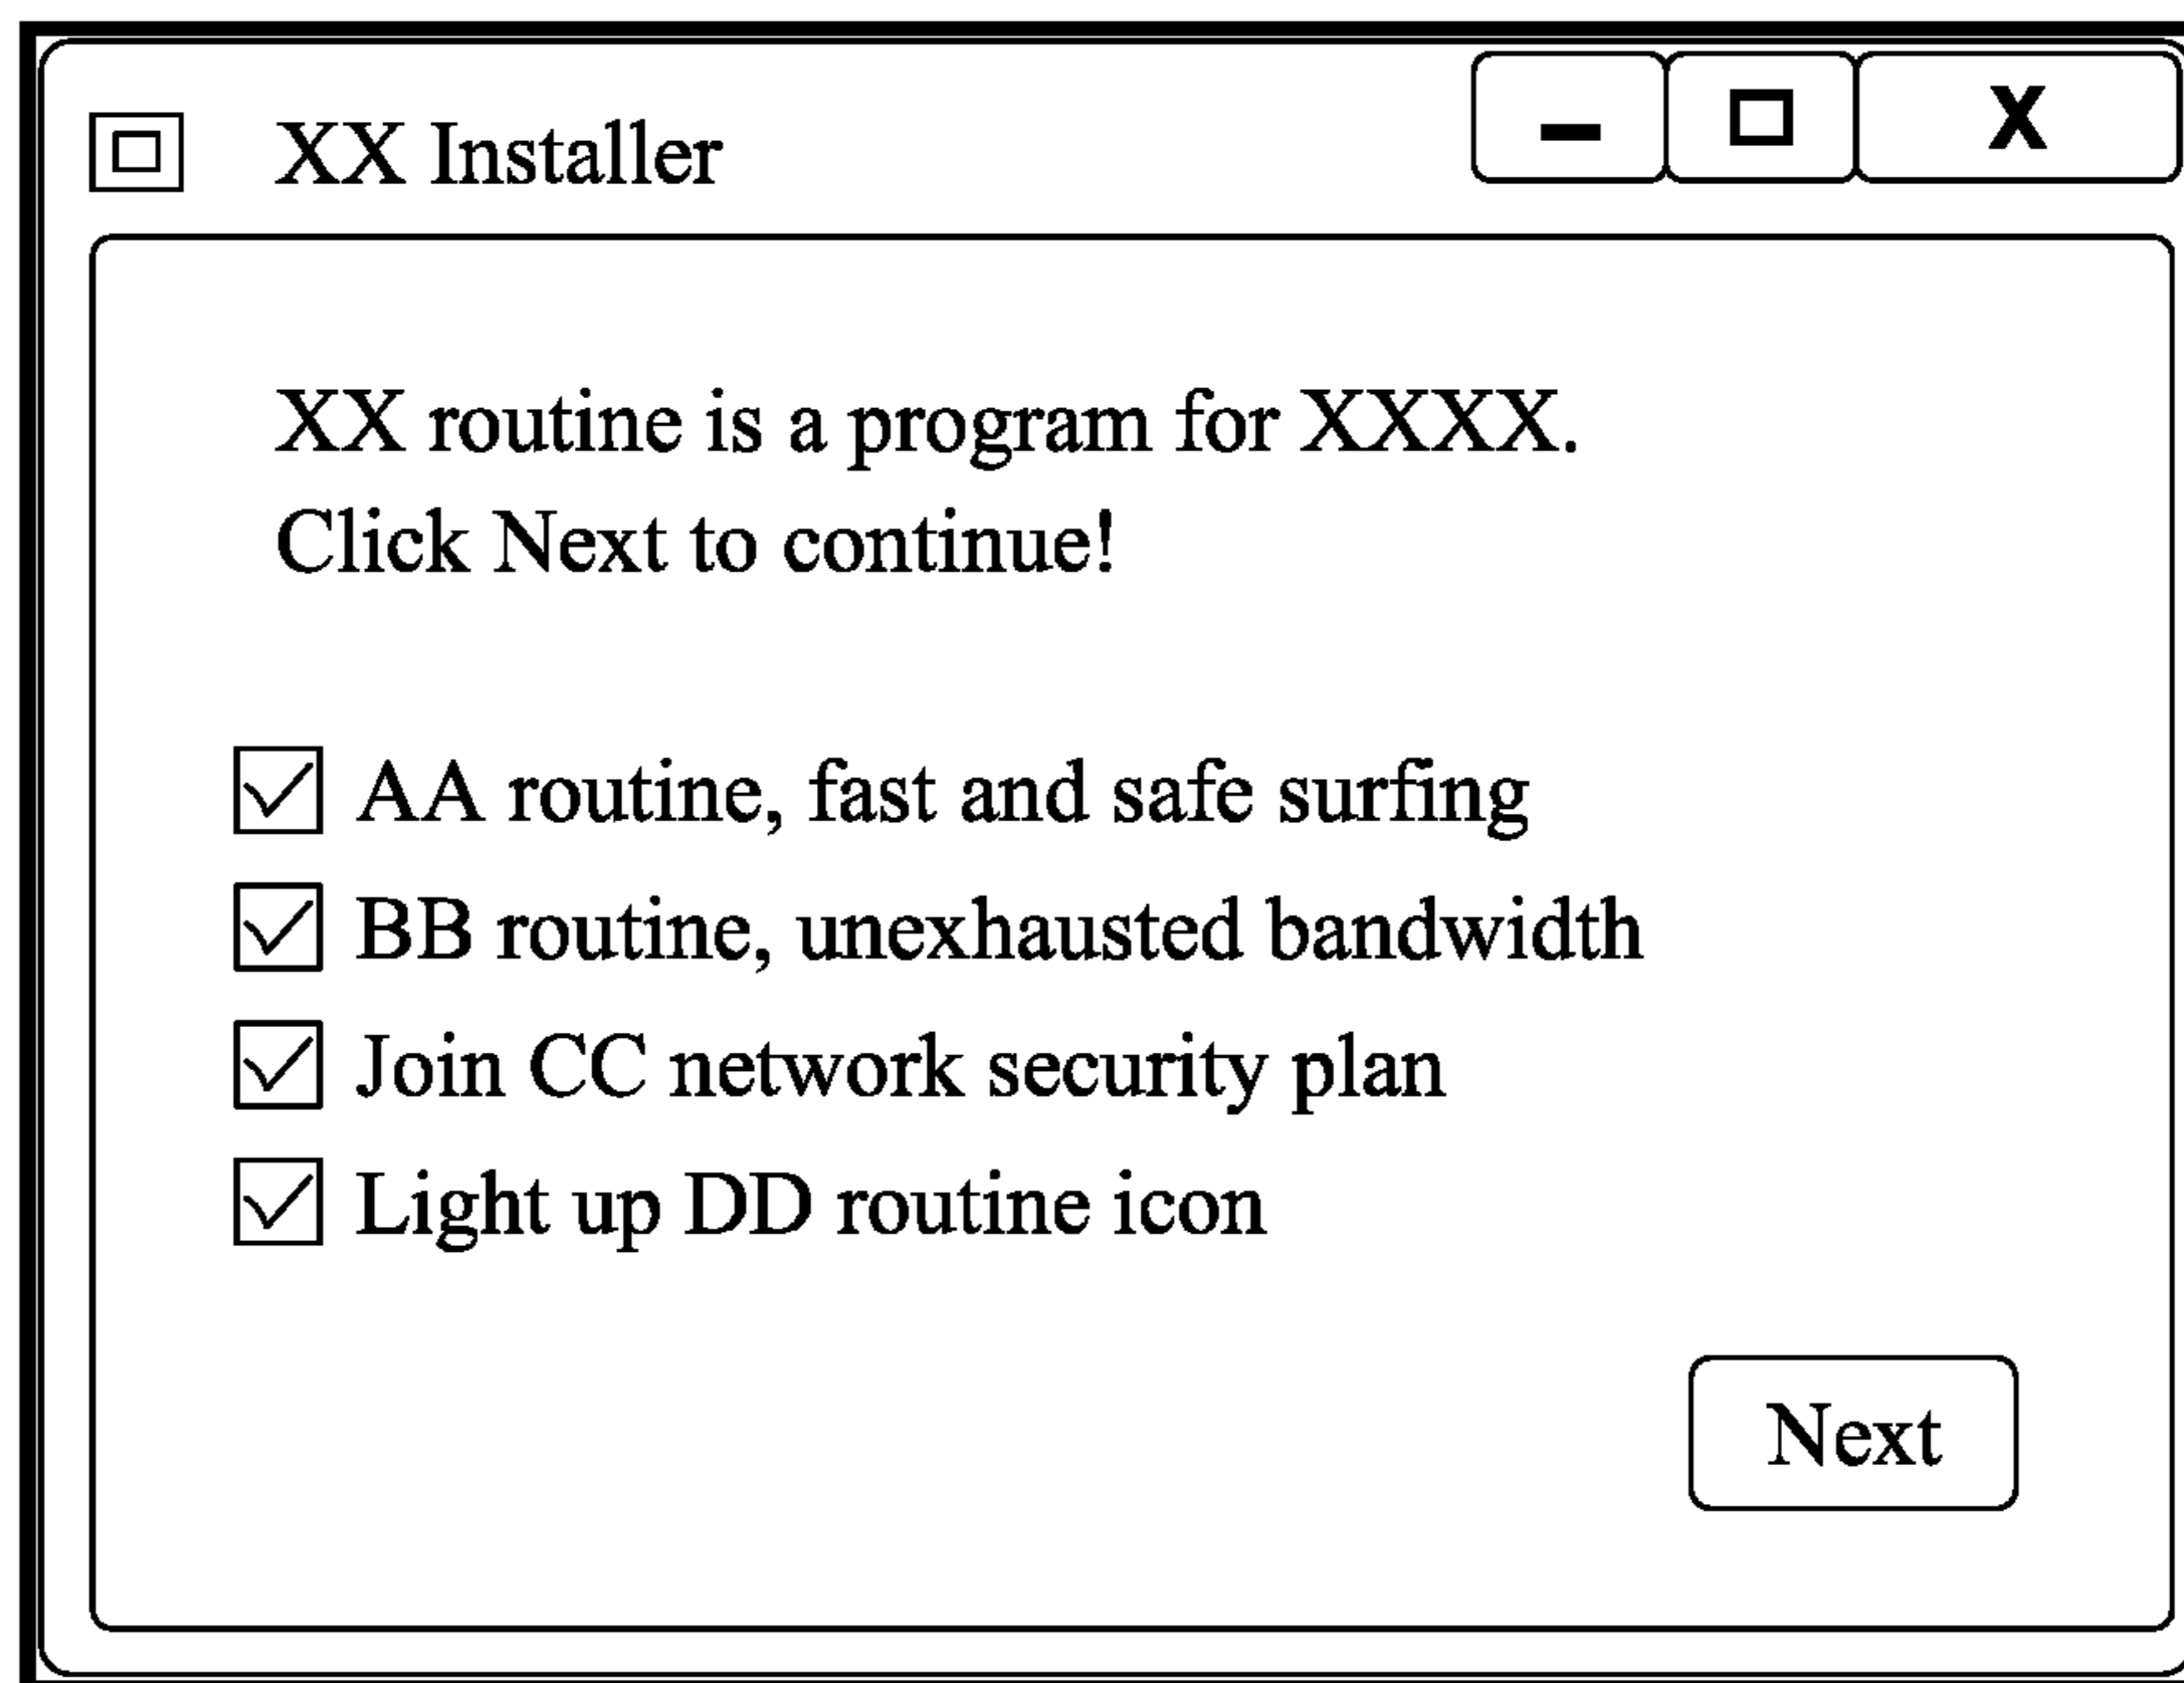 XX Installer
XX routine is a program for XXXX.
Click Next to continue!
AA routine, fast and safe surfing
BB routine, unexhausted bandwidth
Join CC network security plan
Light up DD routine icon
Next